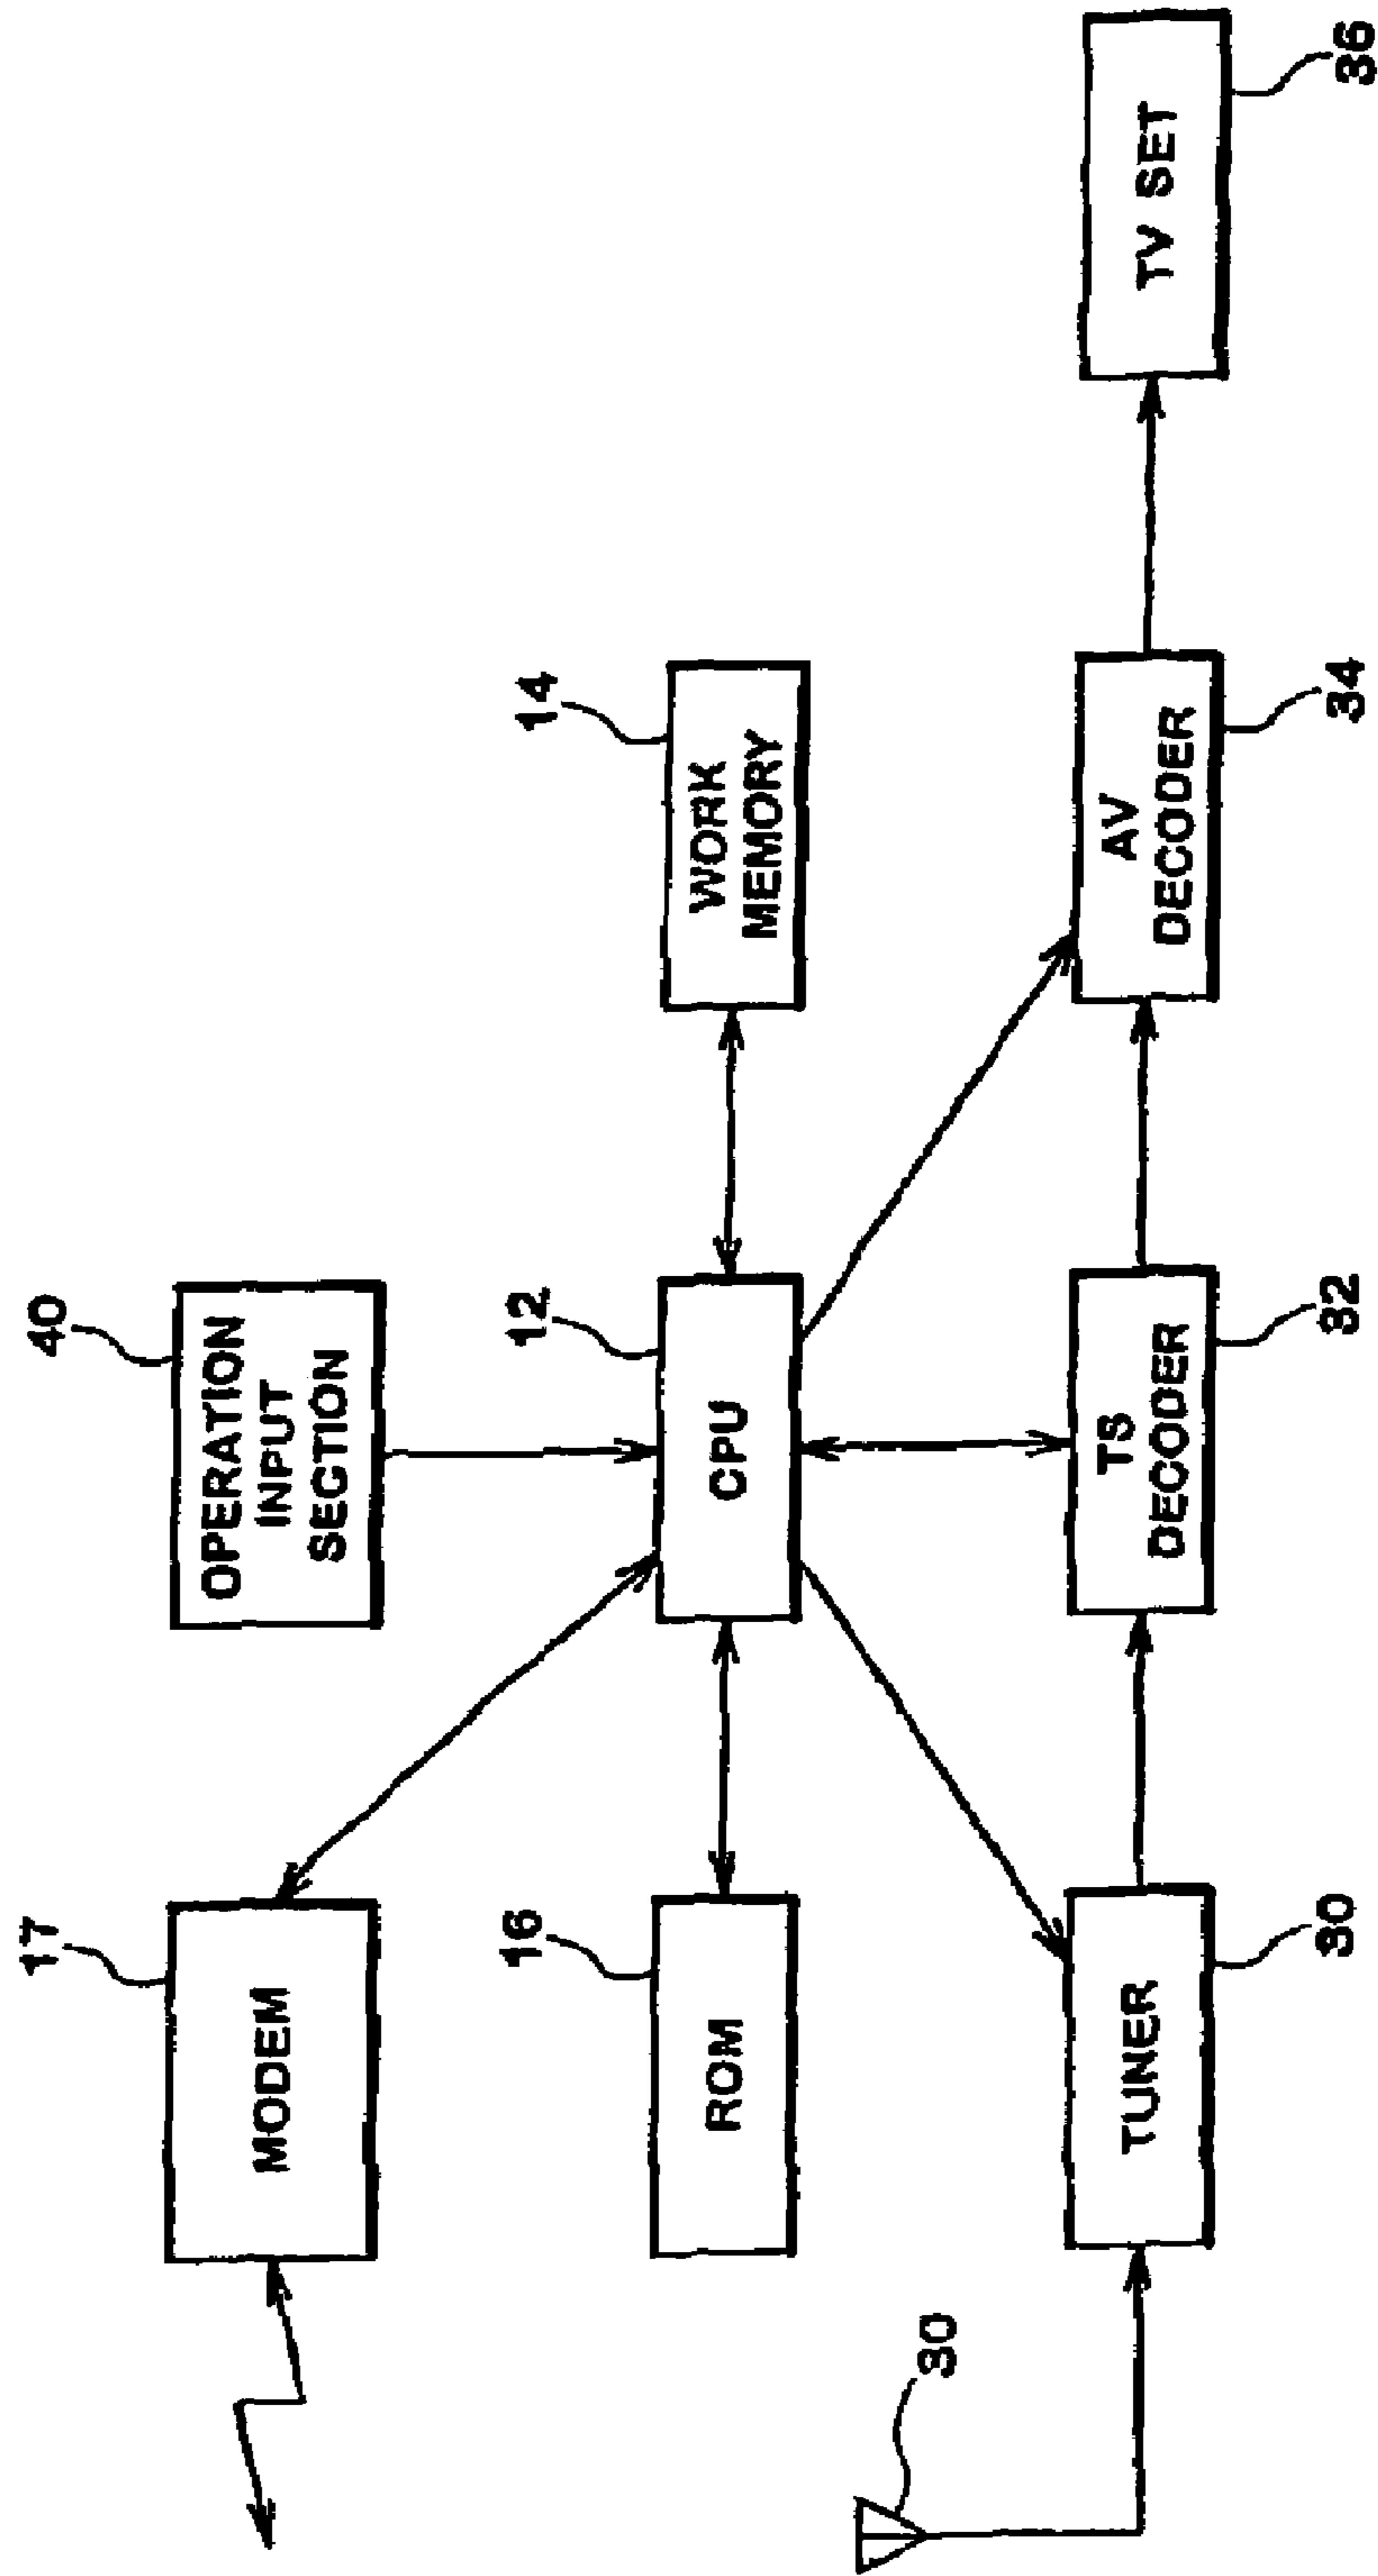 40
OPERATION
INPUT
SECTION
17
MODEM
12
CPU
14
WORK
MEMORY
16
ROM
30
30
TUNER
32
TS
DECODER
34
AV
DECODER
36
TV SET